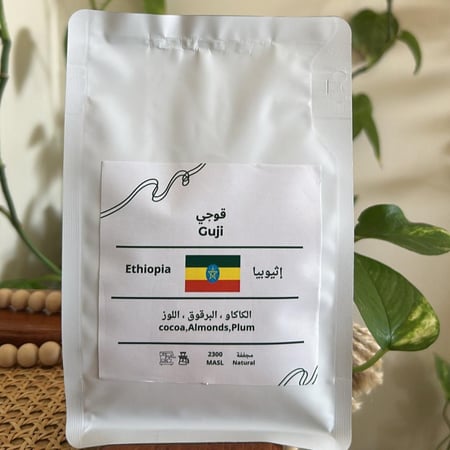 قوجي
Guji
Ethiopia إثيوبيا
الكاكاو ، البرقوق ، اللوز
cocoa,Almonds,Plum
2300 مجففة
MASL Natural